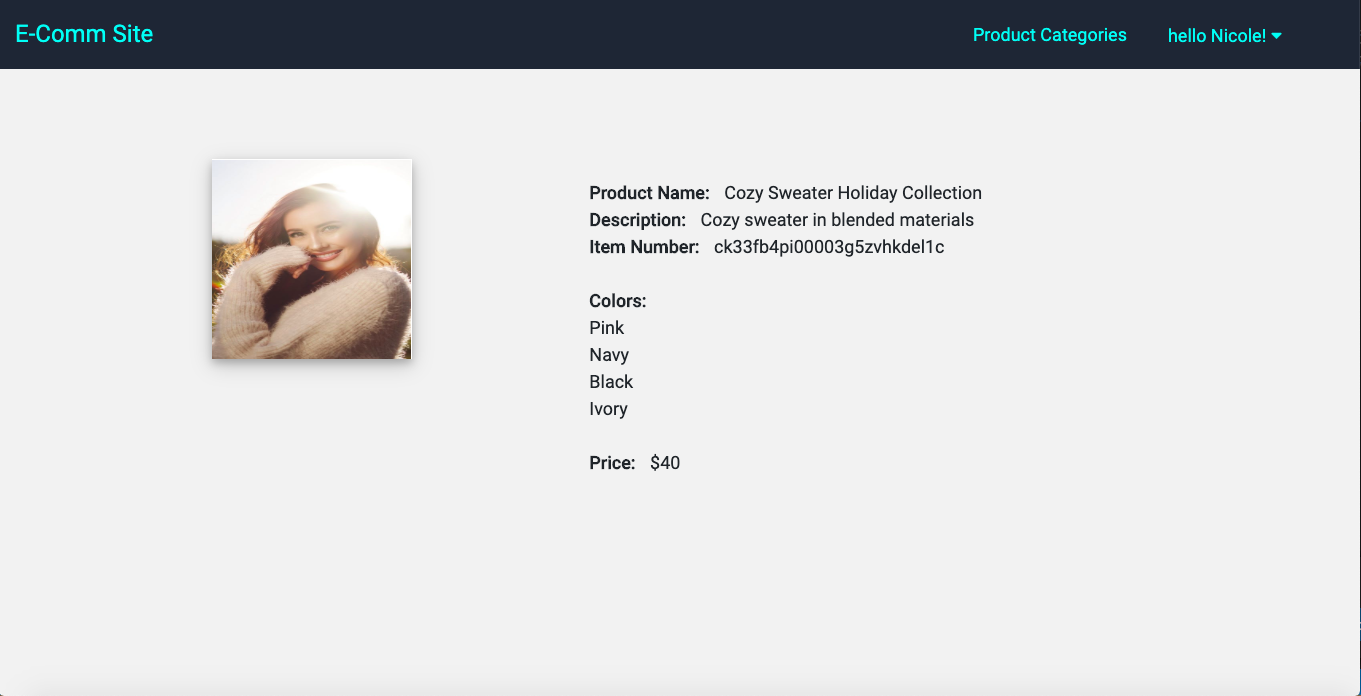 E-Comm Site
Product Categories
hello Nicole!
Product Name: Cozy Sweater Holiday Collection
Description: Cozy sweater in blended materials
Item Number: ck33fb4pi00003g5zvhkdel1c
Colors:
Pink
Navy
Black
Ivory
Price: $40